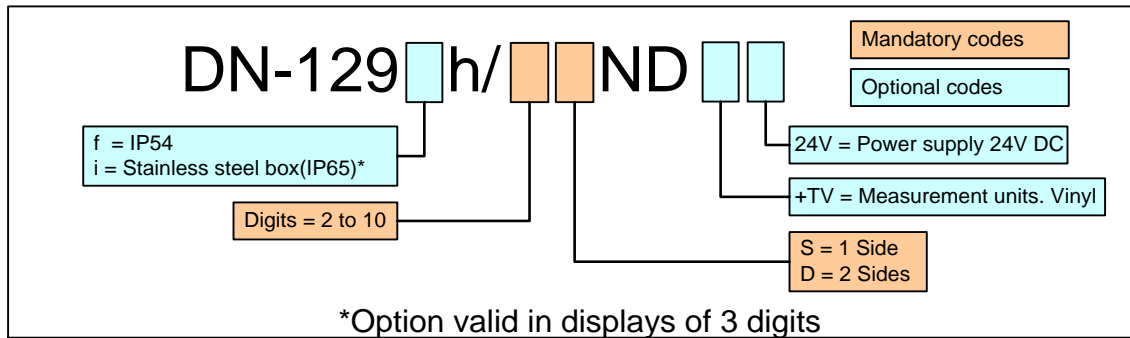 DN-129 h/ ND
Mandatory codes
Optional codes
f = IP54
i = Stainless steel box(IP65)*
24V = Power supply 24V DC
+TV = Measurement units. Vinyl
Digits = 2 to 10
S = 1 Side
D = 2 Sides
*Option valid in displays of 3 digits